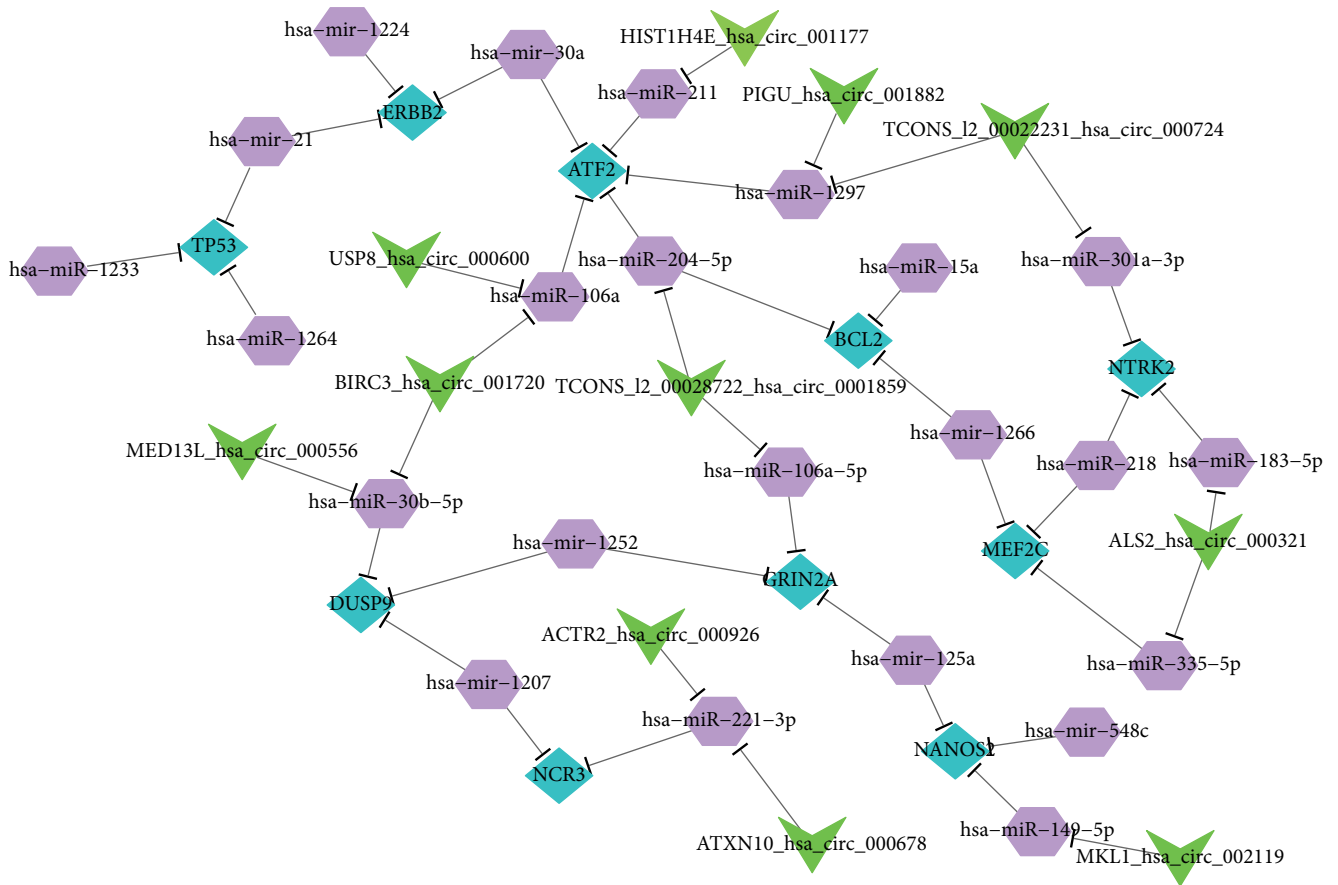 hsa−mir−1224
HIST1H4E_hsa_circ_001177
hsa−mir−30a
hsa−miR−211
PIGU_hsa_circ_001882
ERBB2
TCONS_l2_00022231_hsa_circ_000724
hsa−mir−21
ATF2
hsa−miR−1297
TP53
USP8_hsa_circ_000600
hsa−miR−204−5p
hsa−miR−15a
hsa−miR−301a−3p
hsa−miR−1233
hsa−miR−106a
hsa−miR−1264
BCL2
NTRK2
BIRC3_hsa_circ_001720
TCONS_l2_00028722_hsa_circ_0001859
hsa−mir−1266
MED13L_hsa_circ_000556
hsa−miR−106a−5p
hsa−miR−218
hsa−miR−183−5p
hsa−miR−30b−5p
hsa−mir−1252
ALS2_hsa_circ_000321
MEF2C
GRIN2A
DUSP9
ACTR2_hsa_circ_000926
hsa−mir−125a
hsa−miR−335−5p
hsa−mir−1207
hsa−miR−221−3p
hsa−mir−548c
NANOS2
NCR3
hsa−miR−149−5p
ATXN10_hsa_circ_000678
MKL1_hsa_circ_002119